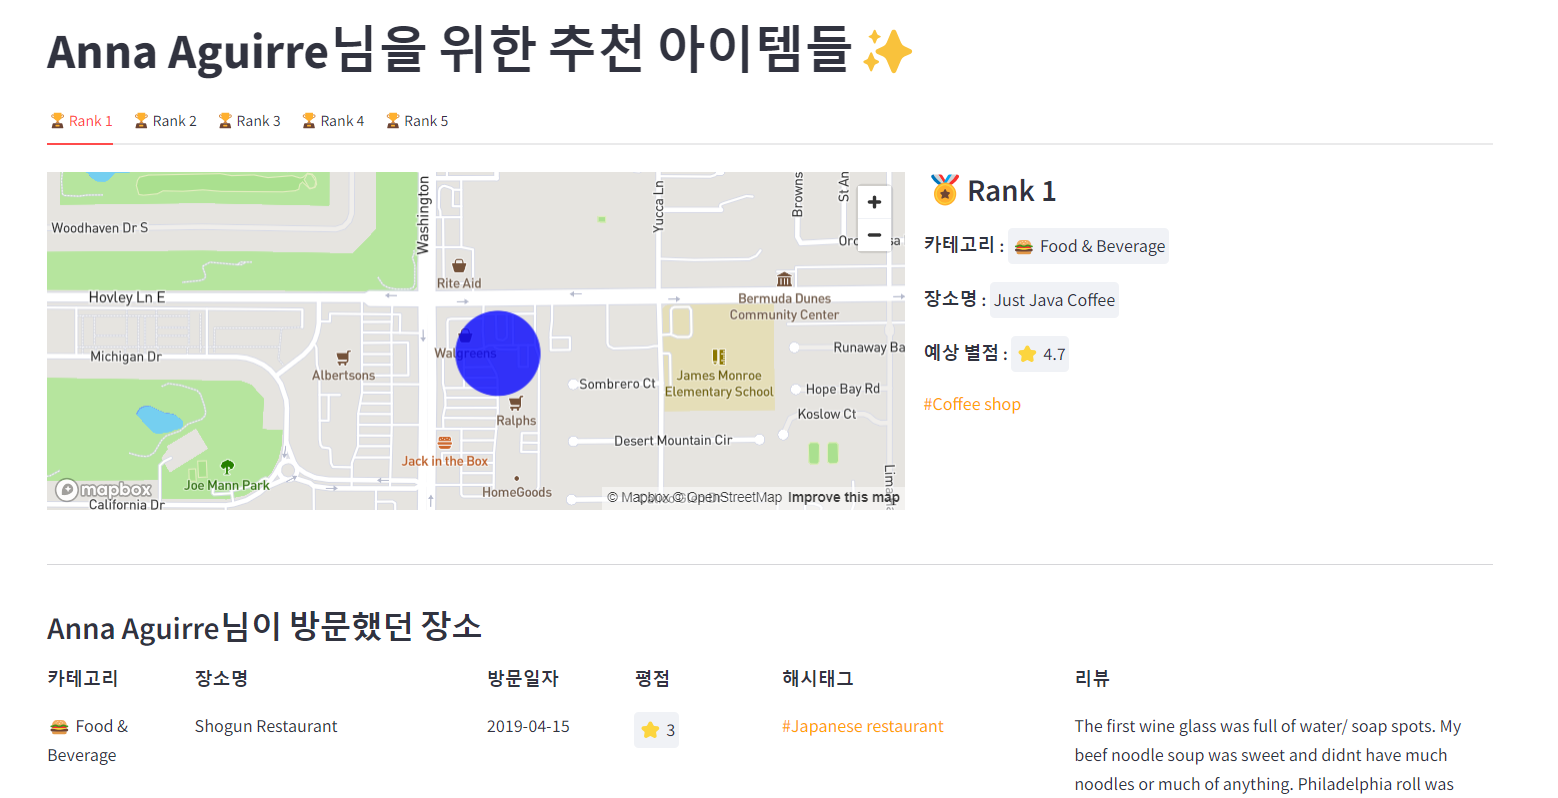 Anna Aguirre님을 위한 추천 아이템들✨
🏆 Rank 1 🏆 Rank 2 🏆 Rank 3 🏆 Rank 4 🏆 Rank 5
Woodhaven Dr S
Hovley Ln E
Michigan Dr
Albertsons
Joe Mann Park
mapbox
California Dr
Washington
Rite Aid
Walgreens
Ralphs
Jack in the Box
HomeGoods
Yucca Ln
Browns
St An
Bermuda Dunes
Community Center
Runaway Ba
James Monroe
Elementary School
Sombrero Ct
Hope Bay Rd
Koslow Ct
Desert Mountain Cir
+
−
© Mapbox © OpenStreetMap Improve this map
🏅 Rank 1
카테고리 : 🍔 Food & Beverage
장소명 : Just Java Coffee
예상 별점 : ⭐ 4.7
#Coffee shop
Anna Aguirre님이 방문했던 장소
카테고리 장소명 방문일자 평점 해시태그 리뷰
🍔 Food &
Beverage
Shogun Restaurant
2019-04-15
⭐ 3
#Japanese restaurant
The first wine glass was full of water/ soap spots. My
beef noodle soup was sweet and didnt have much
noodles or much of anything. Philadelphia roll was